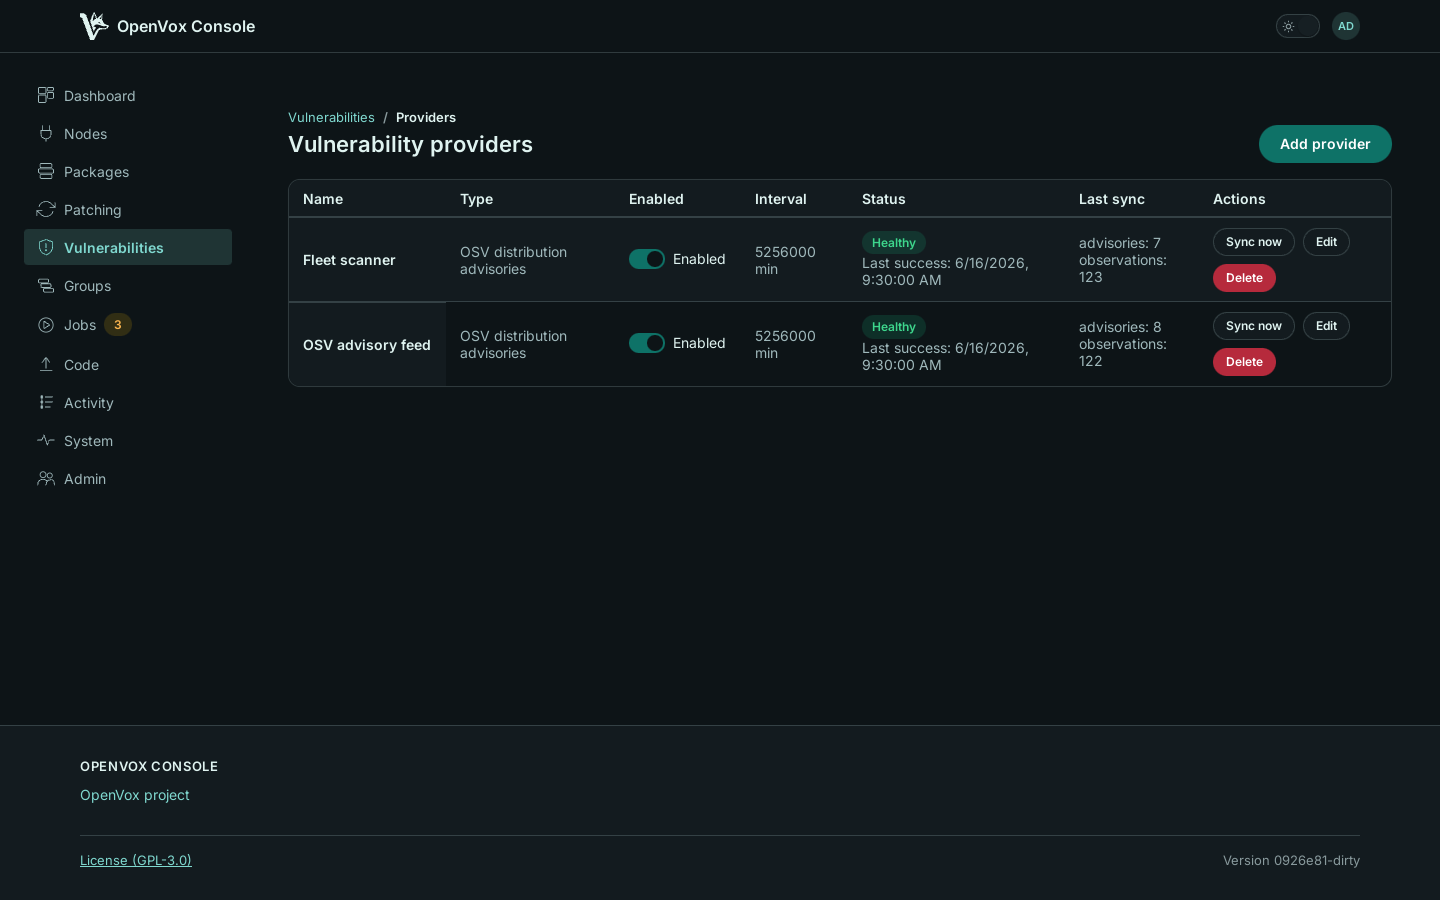 OpenVox Console
AD
Dashboard
Nodes
Packages
Patching
Vulnerabilities
Groups
Jobs 3
Code
Activity
System
Admin
Vulnerabilities / Providers
Vulnerability providers
Add provider
Name Type Enabled Interval Status Last sync Actions
Fleet scanner
OSV distribution
advisories
Enabled
5256000
min
Healthy
Last success: 6/16/2026,
9:30:00 AM
advisories: 7
observations:
123
Sync now Edit
Delete
OSV advisory feed
OSV distribution
advisories
Enabled
5256000
min
Healthy
Last success: 6/16/2026,
9:30:00 AM
advisories: 8
observations:
122
Sync now Edit
Delete
OPENVOX CONSOLE
OpenVox project
License (GPL-3.0)
Version 0926e81-dirty